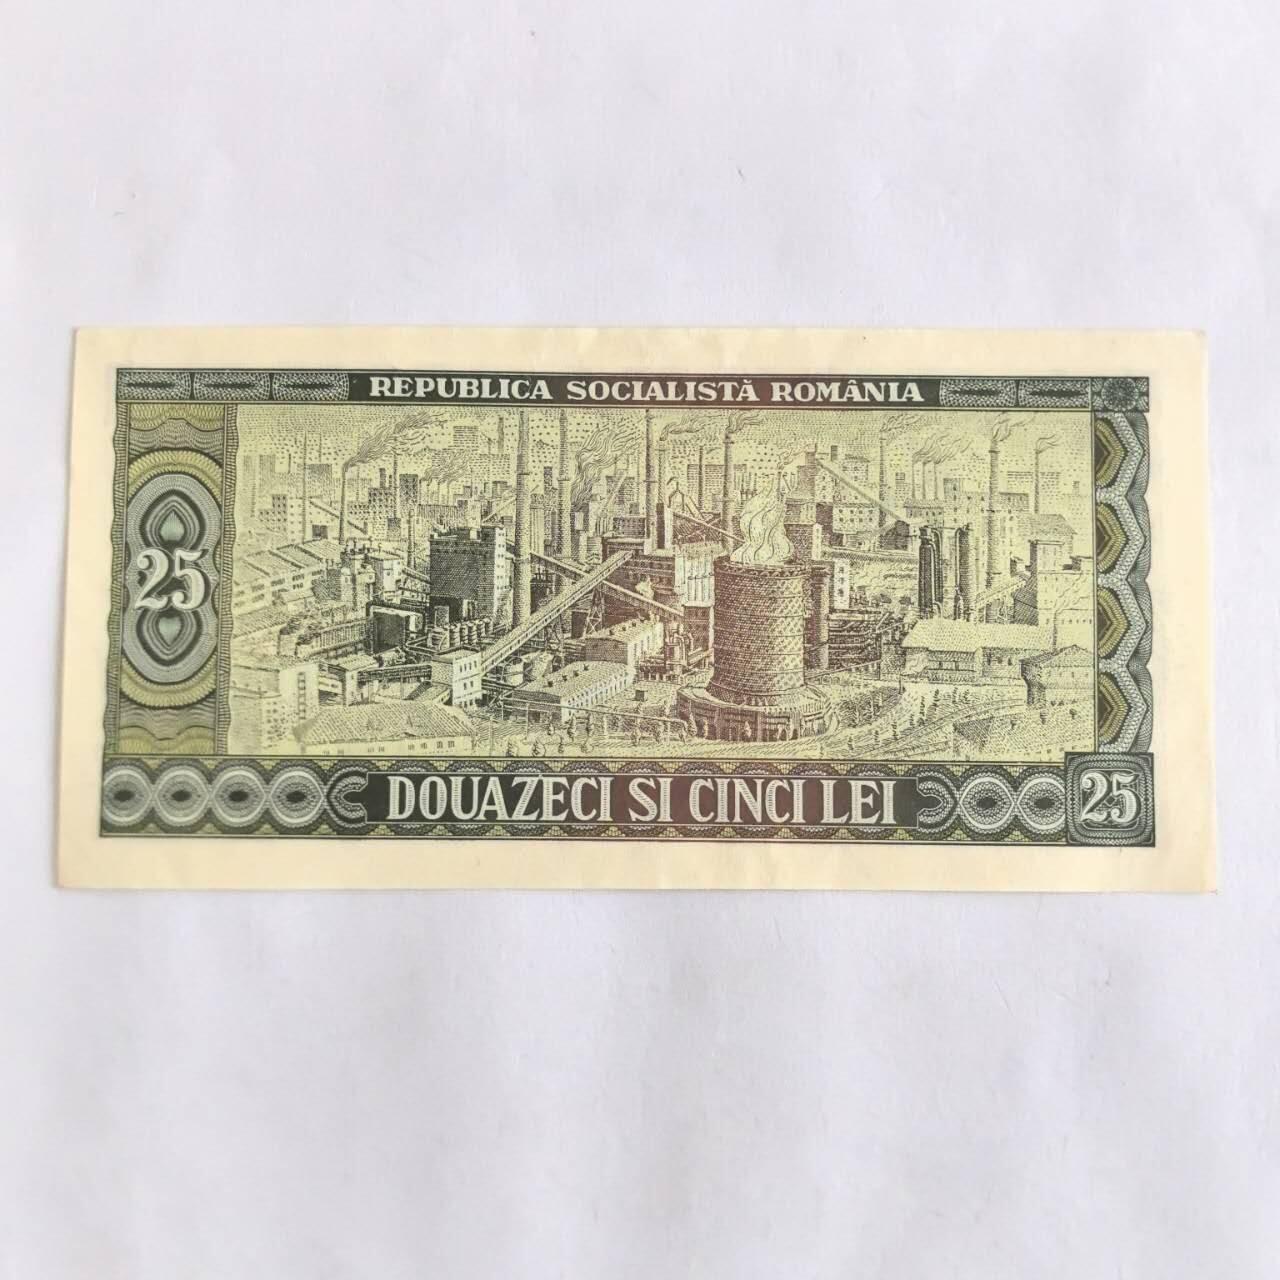 REPUBLICA SOCIALISTĂ ROMÂNIA
25
DOUAZECI SI CINCI LEI
25